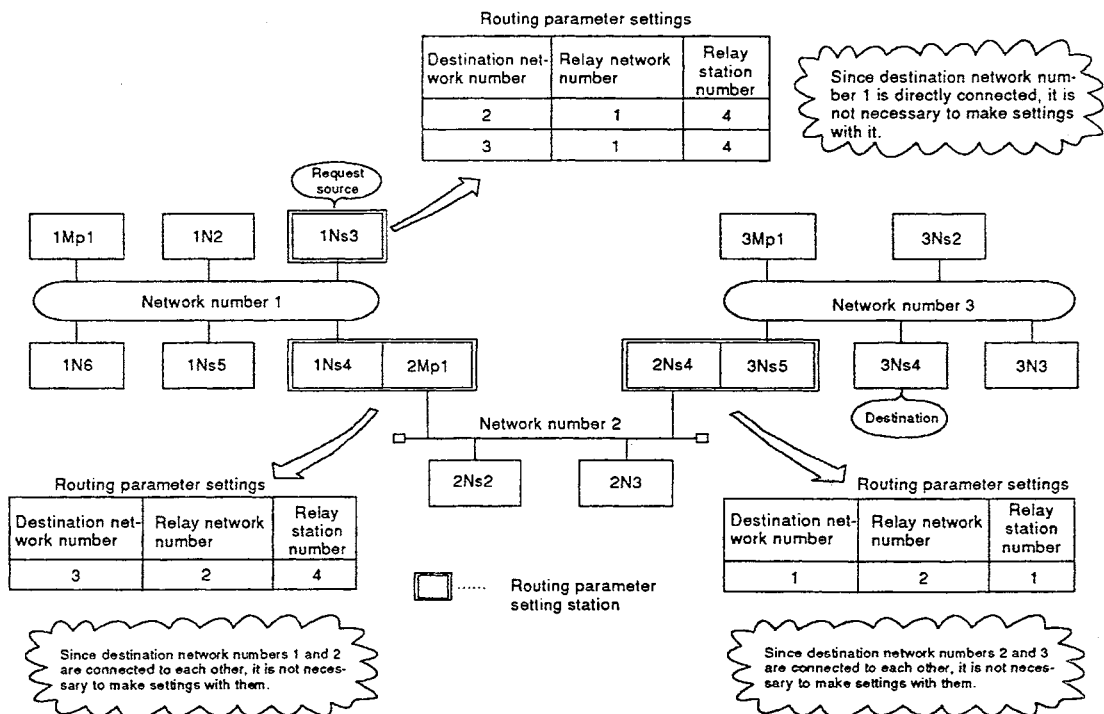 Routing parameter settings
Destination net-
work number
Relay network
number
Relay
station
number
2 1 4
3 1 4
Since destination network num-
ber 1 is directly connected, it is
not necessary to make settings
with it.
Request
source
1Mp1 1N2 1Ns3
3Mp1 3Ns2
Network number 1
Network number 3
1N6 1Ns5 1Ns4 2Mp1
2Ns4 3Ns5 3Ns4 3N3
Destination
Network number 2
2Ns2 2N3
Routing parameter settings
Destination net-
work number
Relay network
number
Relay
station
number
3 2 4
Routing parameter settings
Destination net-
work number
Relay network
number
Relay
station
number
1 2 1
Routing parameter
setting station
Since destination network numbers 1 and 2
are connected to each other, it is not neces-
sary to make settings with them.
Since destination network numbers 2 and 3
are connected to each other, it is not neces-
sary to make settings with them.